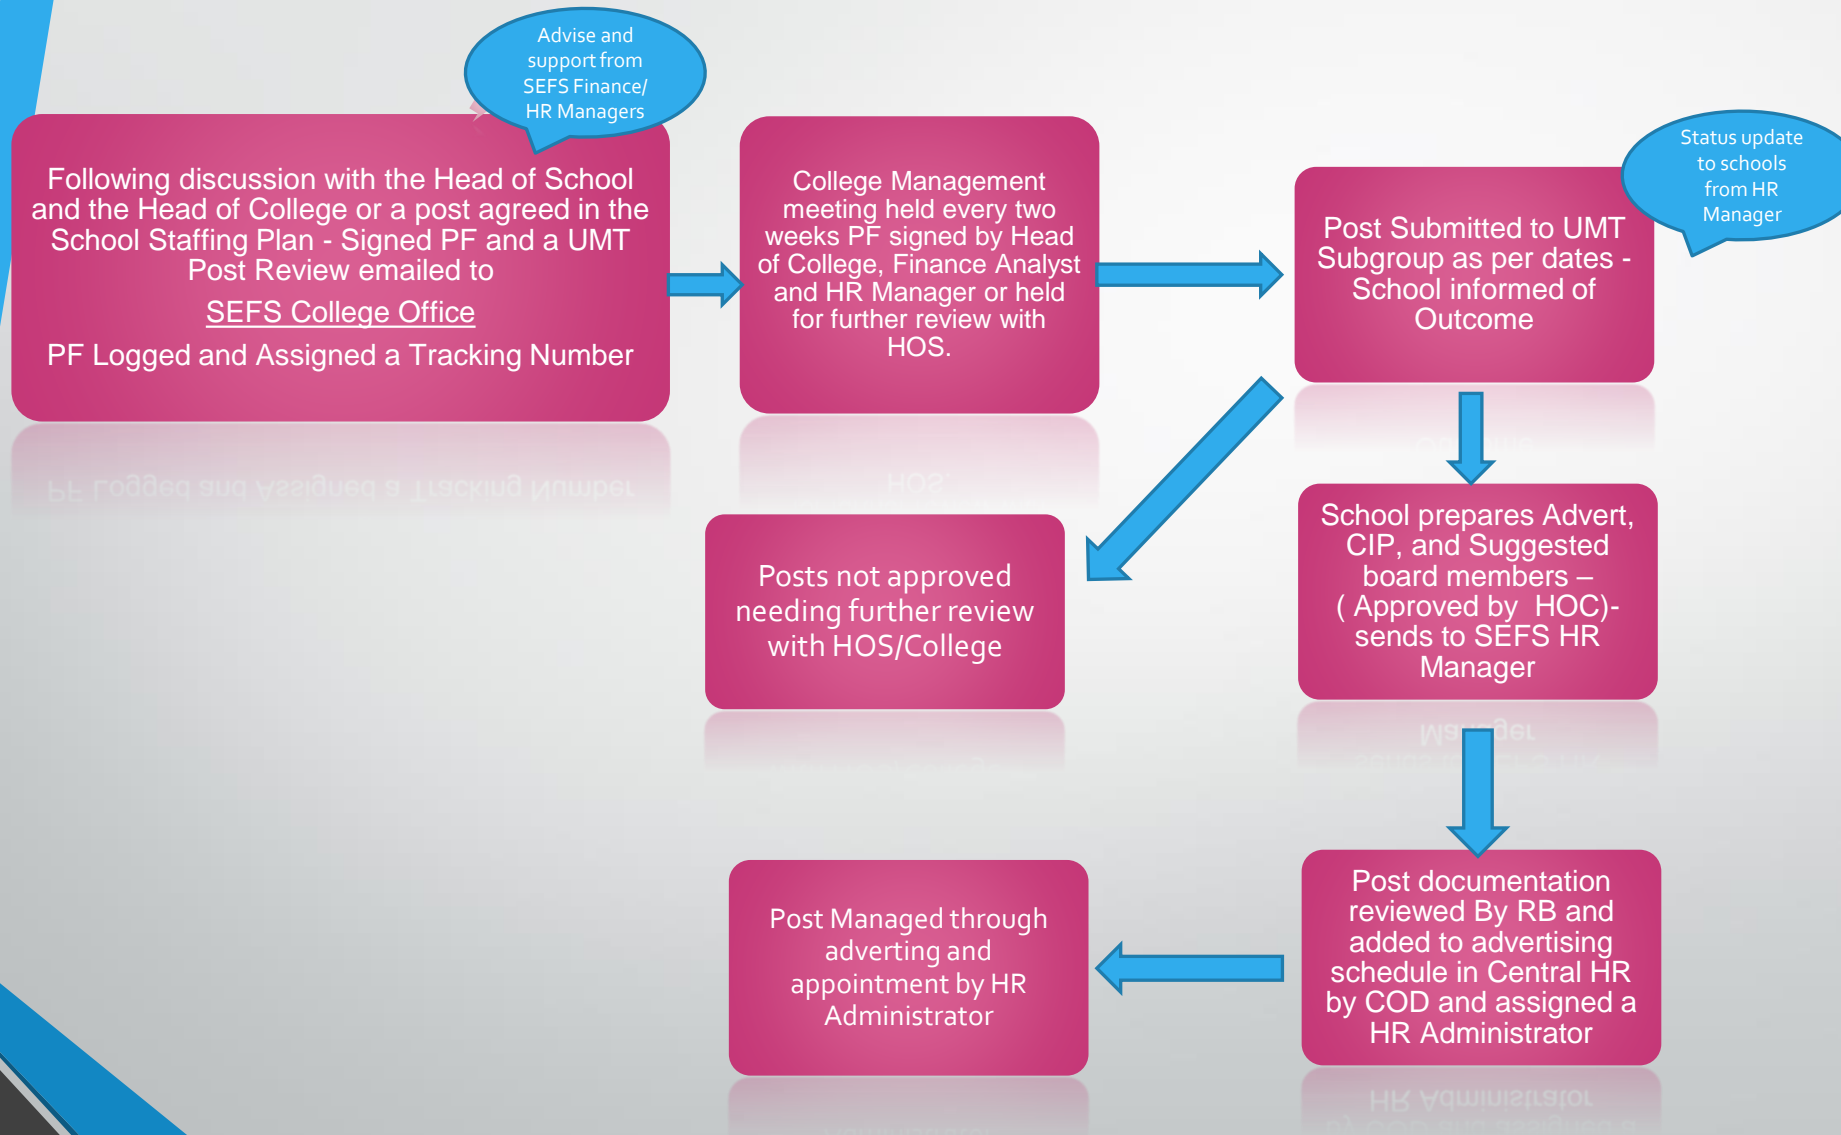 Advise and
support from
SEFS Finance/
HR Managers
Following discussion with the Head of School
and the Head of College or a post agreed in the
School Staffing Plan - Signed PF and a UMT
Post Review emailed to
SEFS College Office
PF Logged and Assigned a Tracking Number
College Management
meeting held every two
weeks PF signed by Head
of College, Finance Analyst
and HR Manager or held
for further review with
HOS.
Status update
to schools
from HR
Manager
Post Submitted to UMT
Subgroup as per dates -
School informed of
Outcome
Posts not approved
needing further review
with HOS/College
School prepares Advert,
CIP, and Suggested
board members –
( Approved by  HOC)-
sends to SEFS HR
Manager
Post documentation
reviewed By RB and
added to advertising
schedule in Central HR
by COD and assigned a
HR Administrator
Post Managed through
adverting and
appointment by HR
Administrator